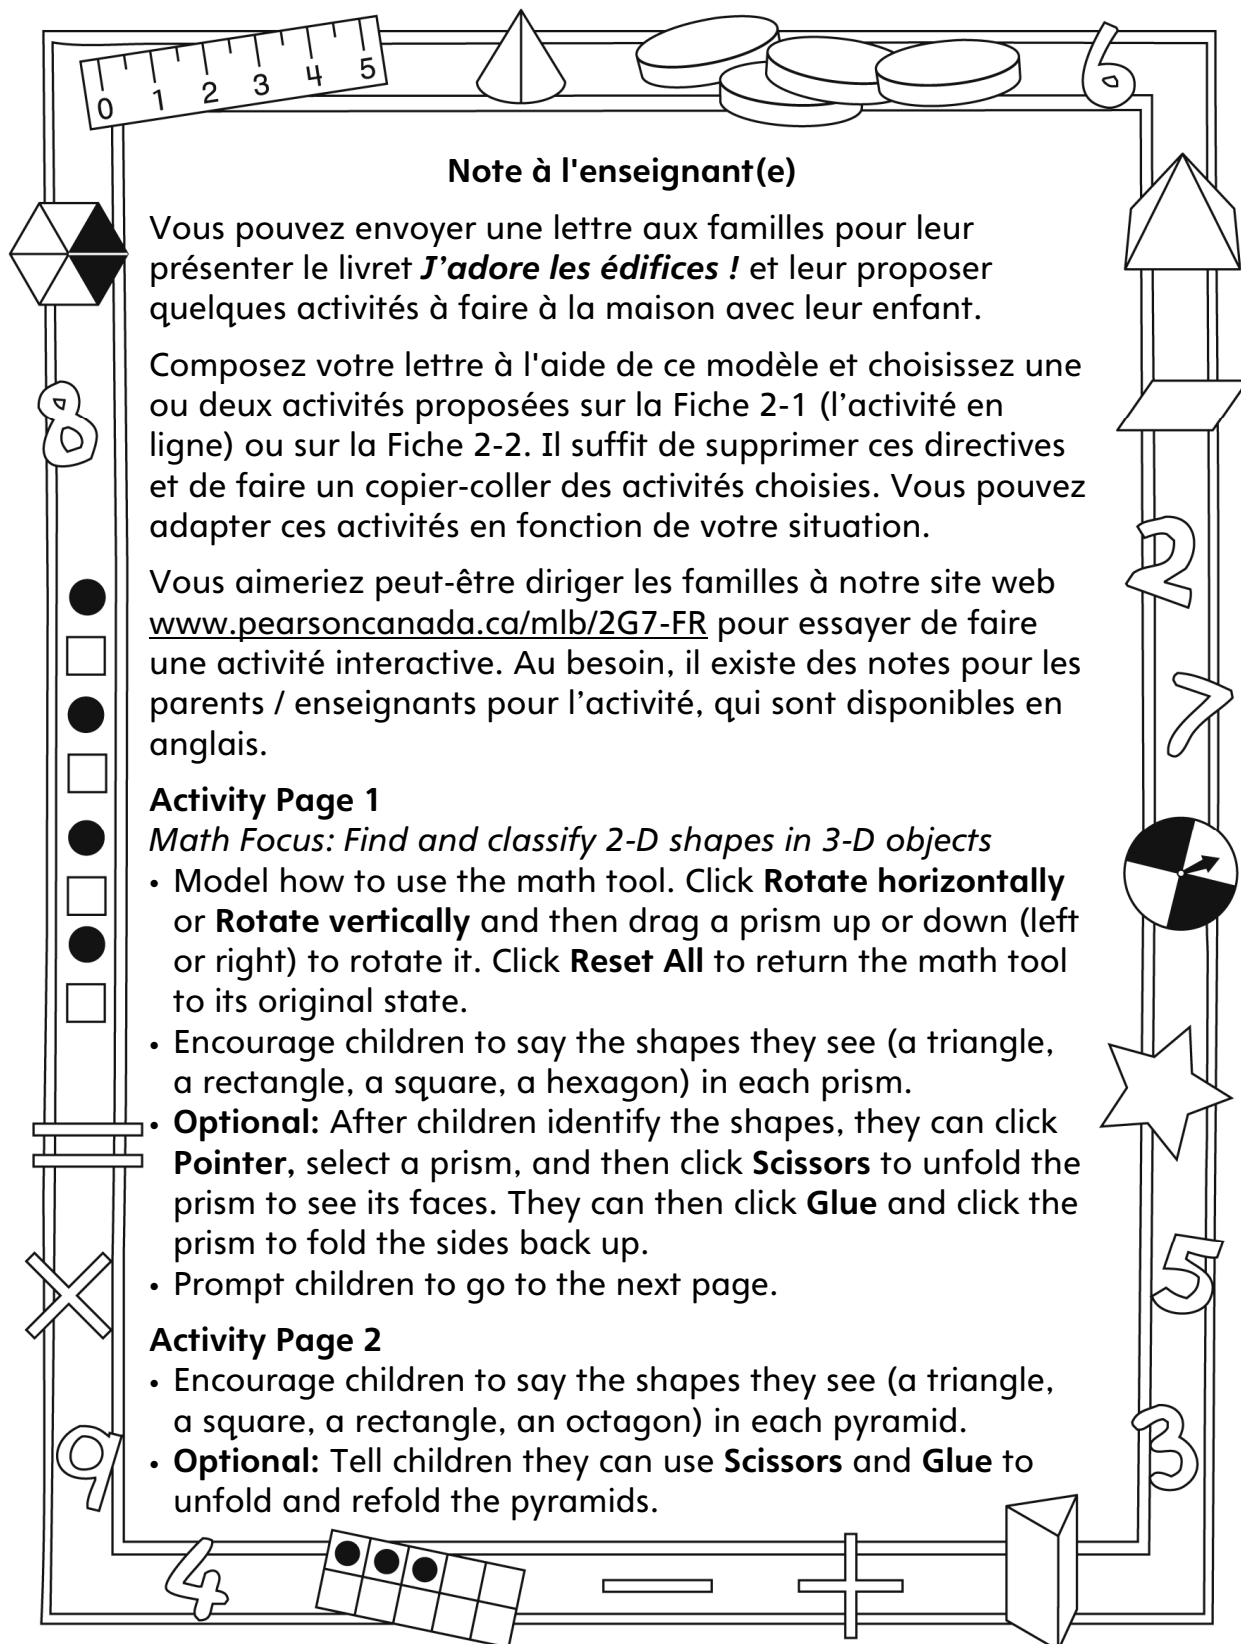 0 1 2 3 4 5
6
Note à l'enseignant(e)
Vous pouvez envoyer une lettre aux familles pour leur
présenter le livret J’adore les édifices ! et leur proposer
quelques activités à faire à la maison avec leur enfant.
8
Composez votre lettre à l'aide de ce modèle et choisissez une
ou deux activités proposées sur la Fiche 2-1 (l’activité en
ligne) ou sur la Fiche 2-2. Il suffit de supprimer ces directives
et de faire un copier-coller des activités choisies. Vous pouvez
adapter ces activités en fonction de votre situation.
2
Vous aimeriez peut-être diriger les familles à notre site web
www.pearsoncanada.ca/mlb/2G7-FR pour essayer de faire
une activité interactive. Au besoin, il existe des notes pour les
parents / enseignants pour l’activité, qui sont disponibles en
anglais.
7
Activity Page 1
Math Focus: Find and classify 2-D shapes in 3-D objects
• Model how to use the math tool. Click Rotate horizontally
or Rotate vertically and then drag a prism up or down (left
or right) to rotate it. Click Reset All to return the math tool
to its original state.
• Encourage children to say the shapes they see (a triangle,
a rectangle, a square, a hexagon) in each prism.
• Optional: After children identify the shapes, they can click
Pointer, select a prism, and then click Scissors to unfold the
prism to see its faces. They can then click Glue and click the
prism to fold the sides back up.
• Prompt children to go to the next page.
5
Activity Page 2
• Encourage children to say the shapes they see (a triangle,
a square, a rectangle, an octagon) in each pyramid.
• Optional: Tell children they can use Scissors and Glue to
unfold and refold the pyramids.
9
3
4